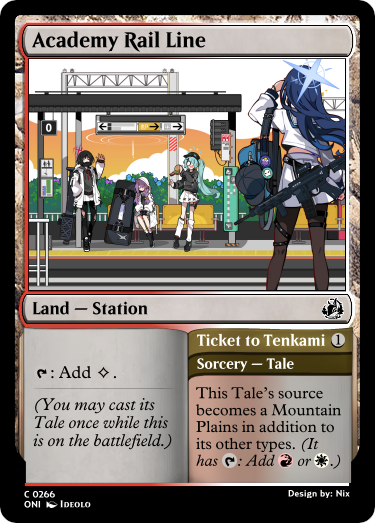 Academy Rail Line
0
Land — Station
: Add .
(You may cast its
Tale once while this
is on the battlefield.)
Ticket to Tenkami 1
Sorcery — Tale
This Tale's source
becomes a Mountain
Plains in addition to
its other types. (It
has : Add or .)
C 0266
ONI Ideolo
Design by: Nix